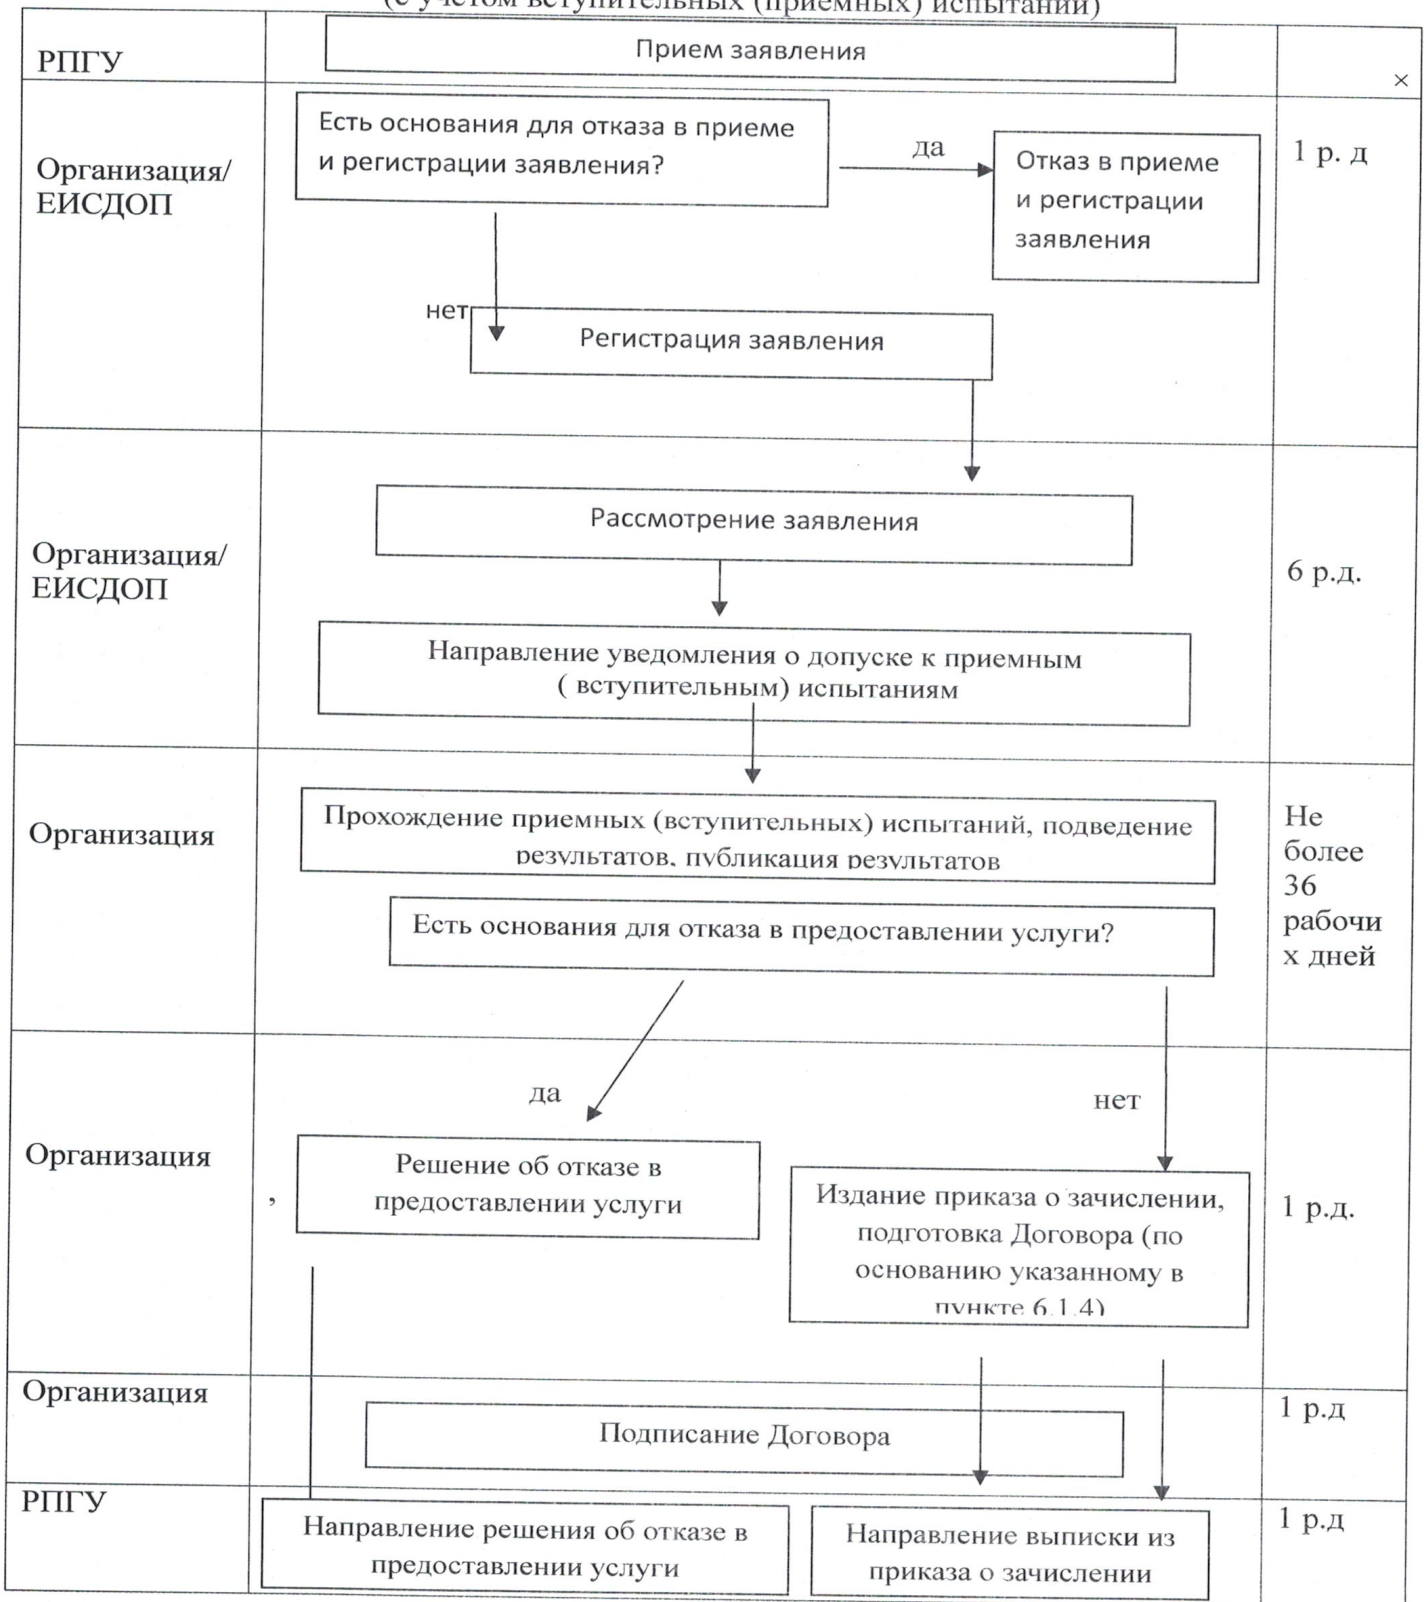 (с учетом вступительных (приемных) испытаний)
РПГУ
Прием заявления
×
Организация/
ЕИСДОП
Есть основания для отказа в приеме
и регистрации заявления?
да
Отказ в приеме
и регистрации
заявления
1 р. д
нет
Регистрация заявления
Организация/
ЕИСДОП
Рассмотрение заявления
6 р.д.
Направление уведомления о допуске к приемным
( вступительным) испытаниям
Организация
Прохождение приемных (вступительных) испытаний, подведение
результатов, публикация результатов
Есть основания для отказа в предоставлении услуги?
Не
более
36
рабочи
х дней
да
нет
Организация
,
Решение об отказе в
предоставлении услуги
Издание приказа о зачислении,
подготовка Договора (по
основанию указанному в
пункте 6.1.4)
1 р.д.
Организация
Подписание Договора
1 р.д
РПГУ
Направление решения об отказе в
предоставлении услуги
Направление выписки из
приказа о зачислении
1 р.д